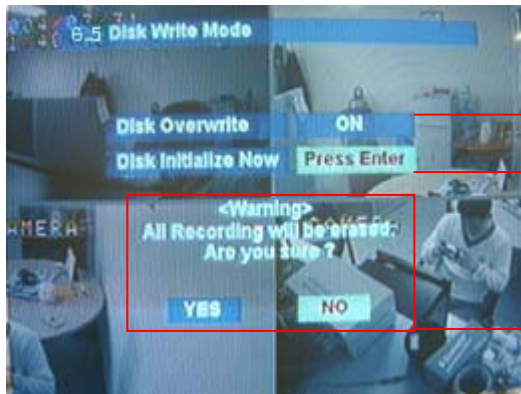 6.5 Disk Write Mode
Disk Overwrite ON
Disk Initialize Now Press Enter
<Warning>
All Recording will be erased.
Are you sure ?
CAMERA
YES NO